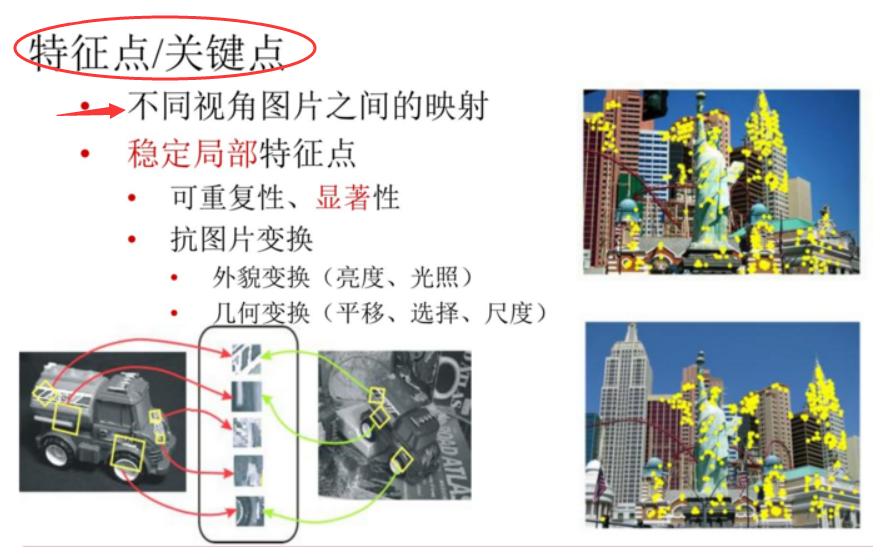 特征点/关键点
不同视角图片之间的映射
稳定局部特征点
可重复性、显著性
抗图片变换
外貌变换（亮度、光照）
几何变换（平移、选择、尺度）